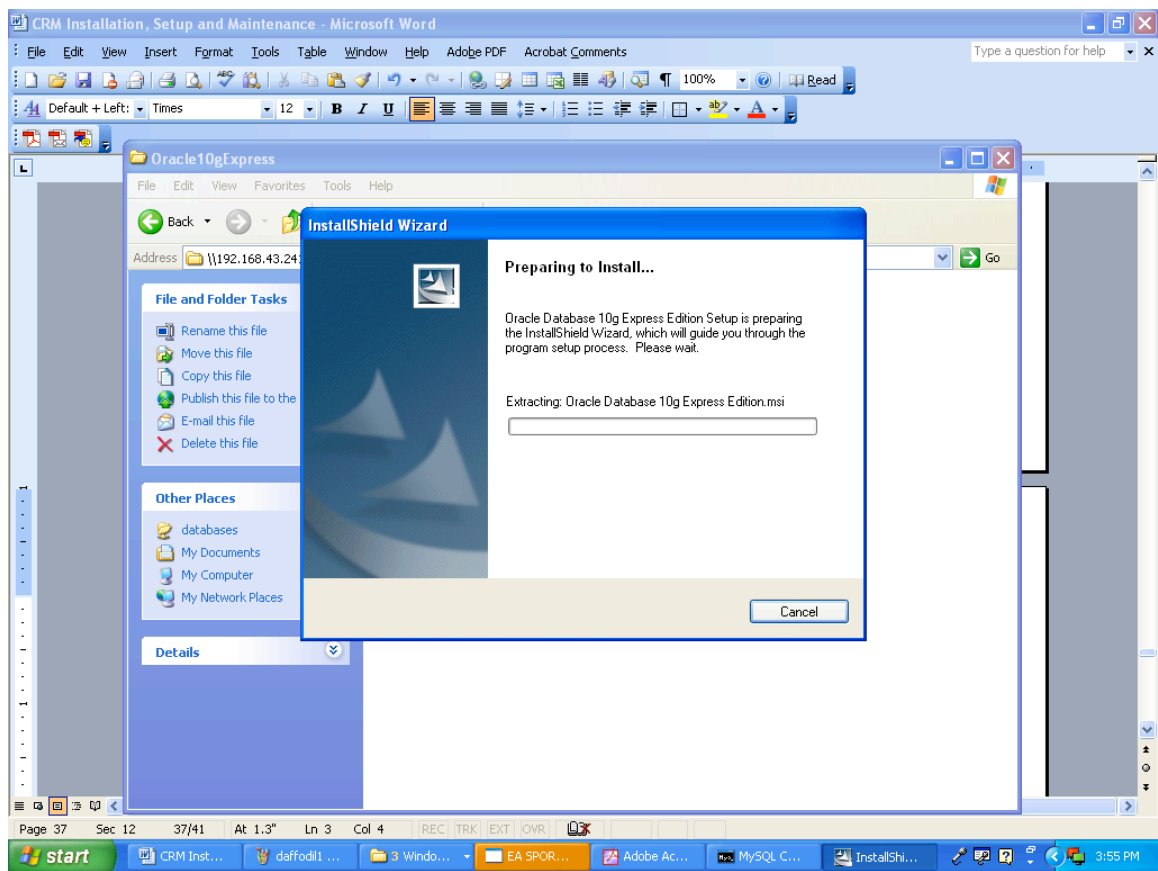 CRM Installation, Setup and Maintenance - Microsoft Word
File Edit View Insert Format Tools Table Window Help Adobe PDF Acrobat Comments Type a question for help
100% Read
Default + Left: Times 12 B I U
Oracle10gExpress
File Edit View Favorites Tools Help
Back
Address \\192.168.43.24 Go
InstallShield Wizard
Preparing to Install...
Oracle Database 10g Express Edition Setup is preparing
the InstallShield Wizard, which will guide you through the
program setup process. Please wait.
Extracting: Oracle Database 10g Express Edition.msi
Cancel
File and Folder Tasks
Rename this file
Move this file
Copy this file
Publish this file to the
E-mail this file
Delete this file
Other Places
databases
My Documents
My Computer
My Network Places
Details
Page 37 Sec 12 37/41 At 1.3" Ln 3 Col 4 REC TRK EXT OVR
start CRM Inst... daffodil1 ... 3 Windo... EA SPOR... Adobe Ac... MySQL C... InstallShi... 3:55 PM